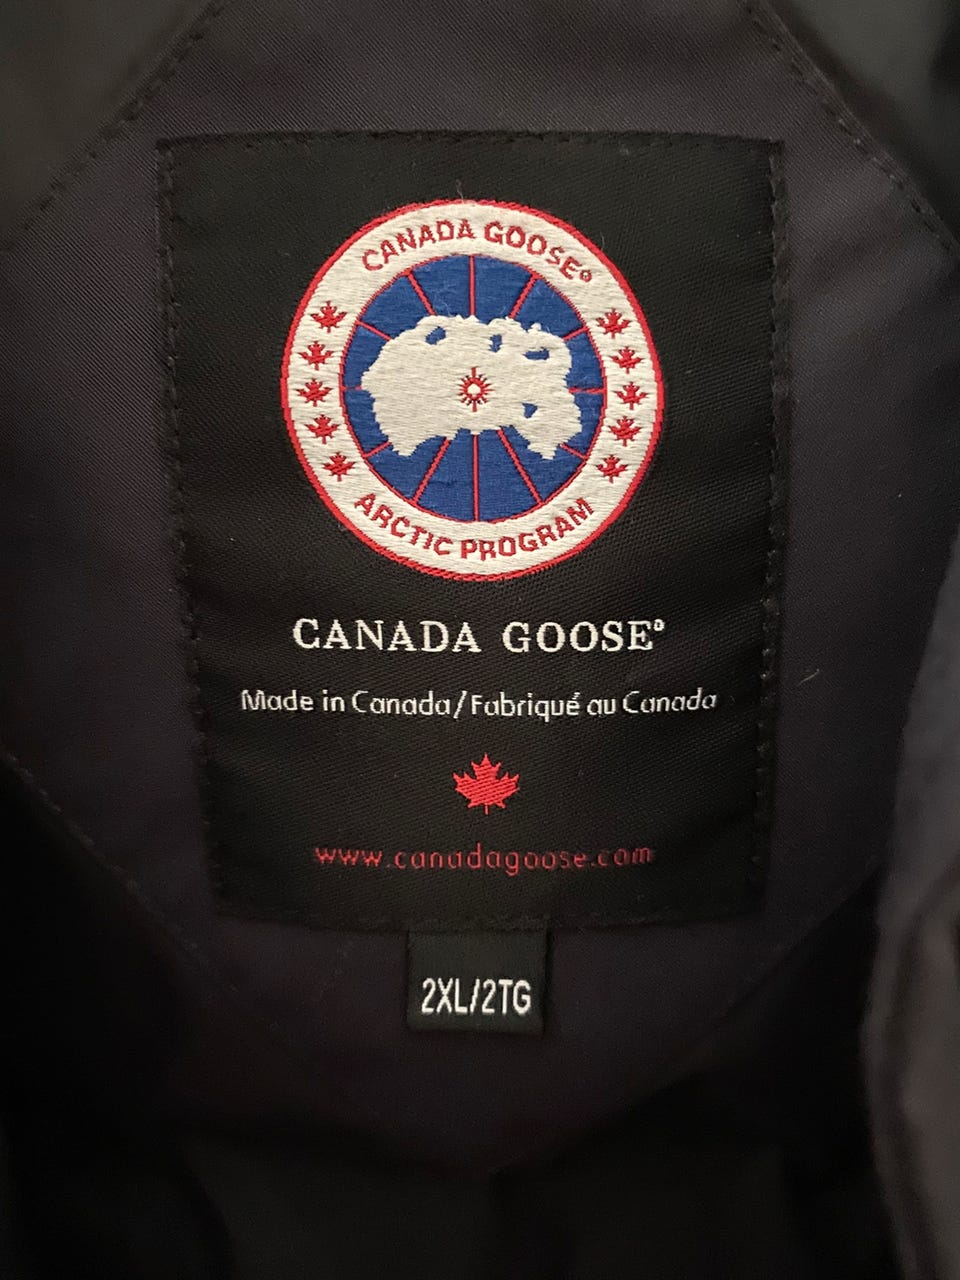 CANADA GOOSE®
ARCTIC PROGRAM
CANADA GOOSE®
Made in Canada/Fabriqué au Canada
www.canadagoose.com
2XL/2TG